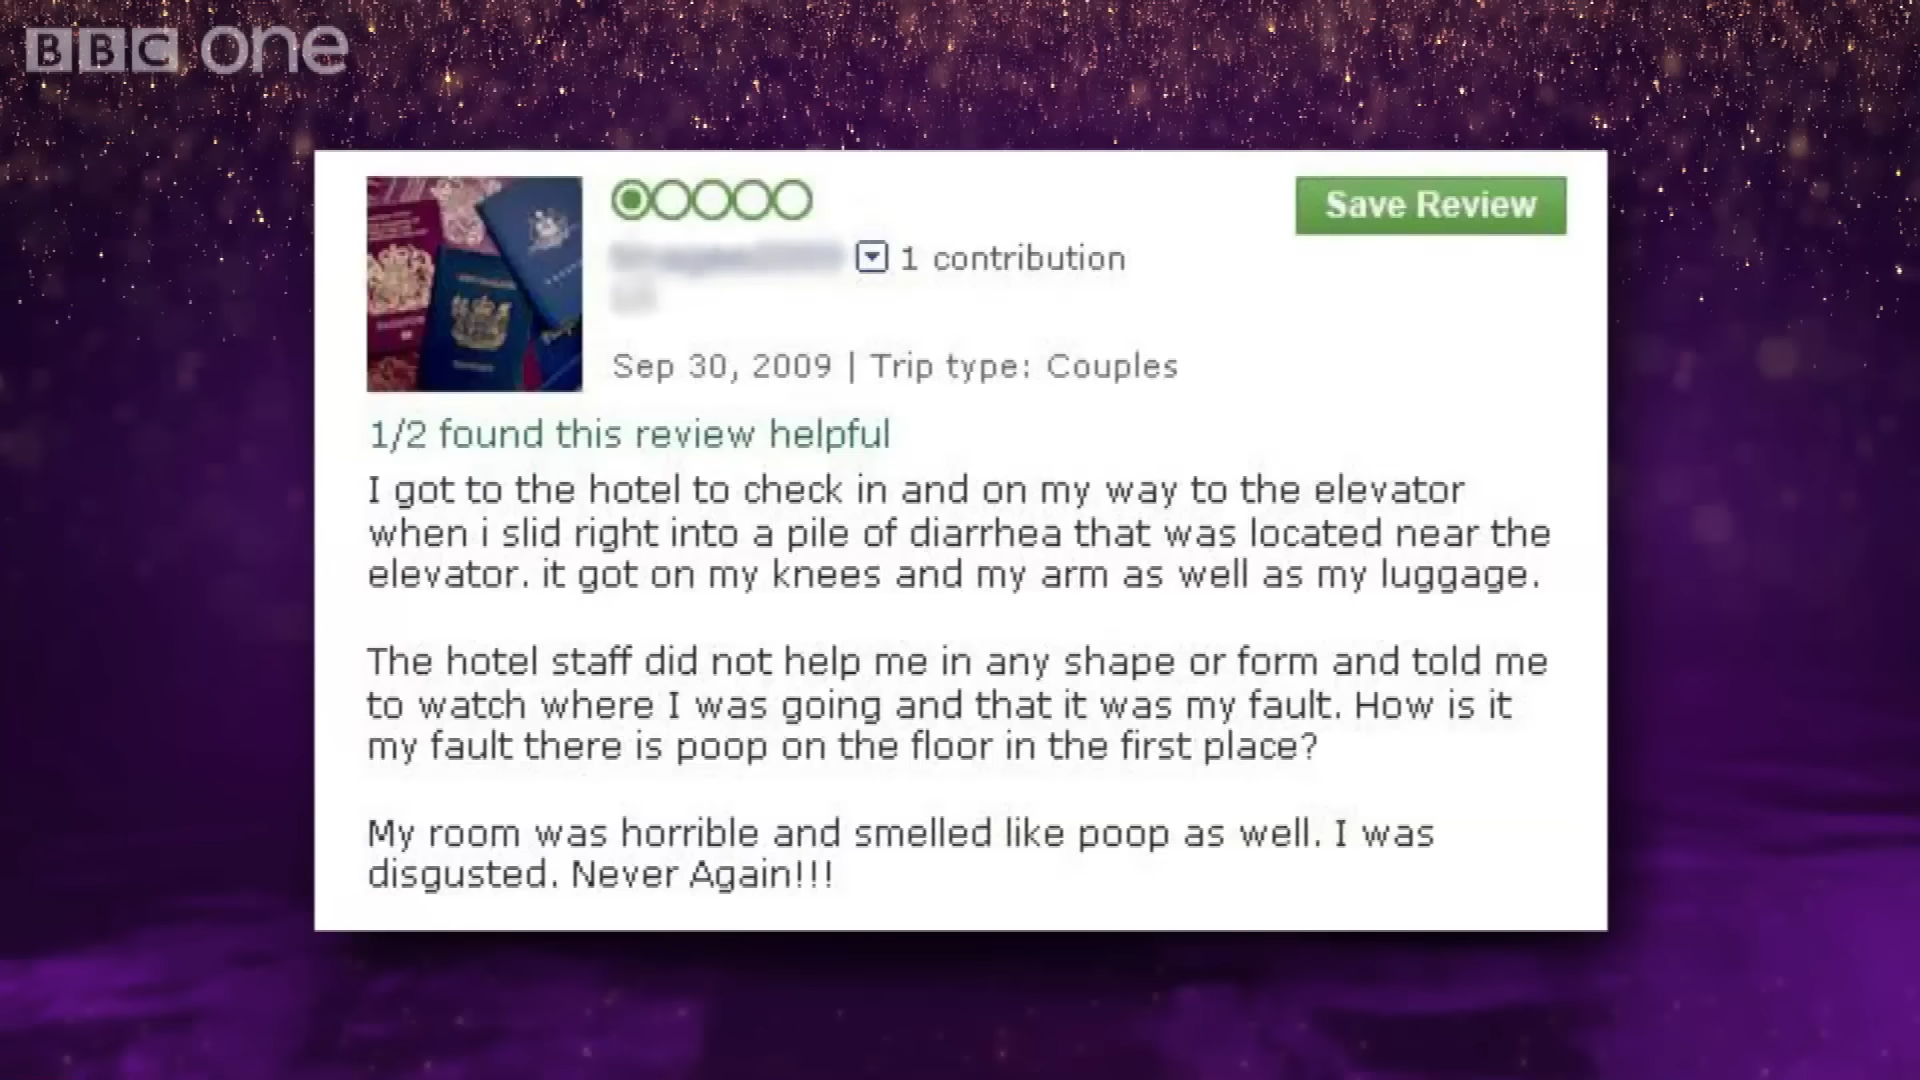 BBC one
Save Review
1 contribution
Sep 30, 2009 | Trip type: Couples
1/2 found this review helpful
I got to the hotel to check in and on my way to the elevator
when i slid right into a pile of diarrhea that was located near the
elevator. it got on my knees and my arm as well as my luggage.
The hotel staff did not help me in any shape or form and told me
to watch where I was going and that it was my fault. How is it
my fault there is poop on the floor in the first place?
My room was horrible and smelled like poop as well. I was
disgusted. Never Again!!!